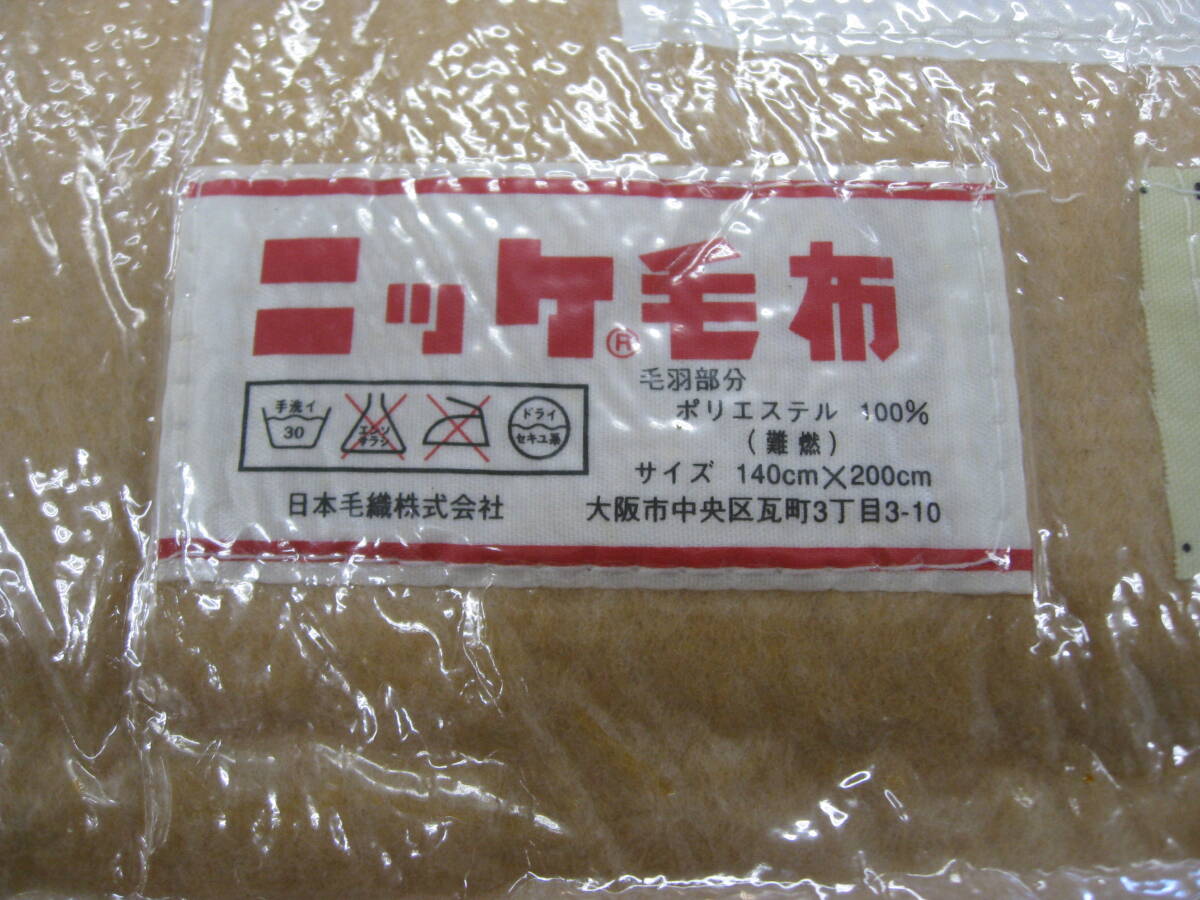 ニッケ毛布
®
毛羽部分
ポリエステル 100%
(難燃)
サイズ 140cm×200cm
手洗イ
30
エンソ
サラシ
ドライ
セキユ系
日本毛織株式会社
大阪市中央区瓦町3丁目3-10